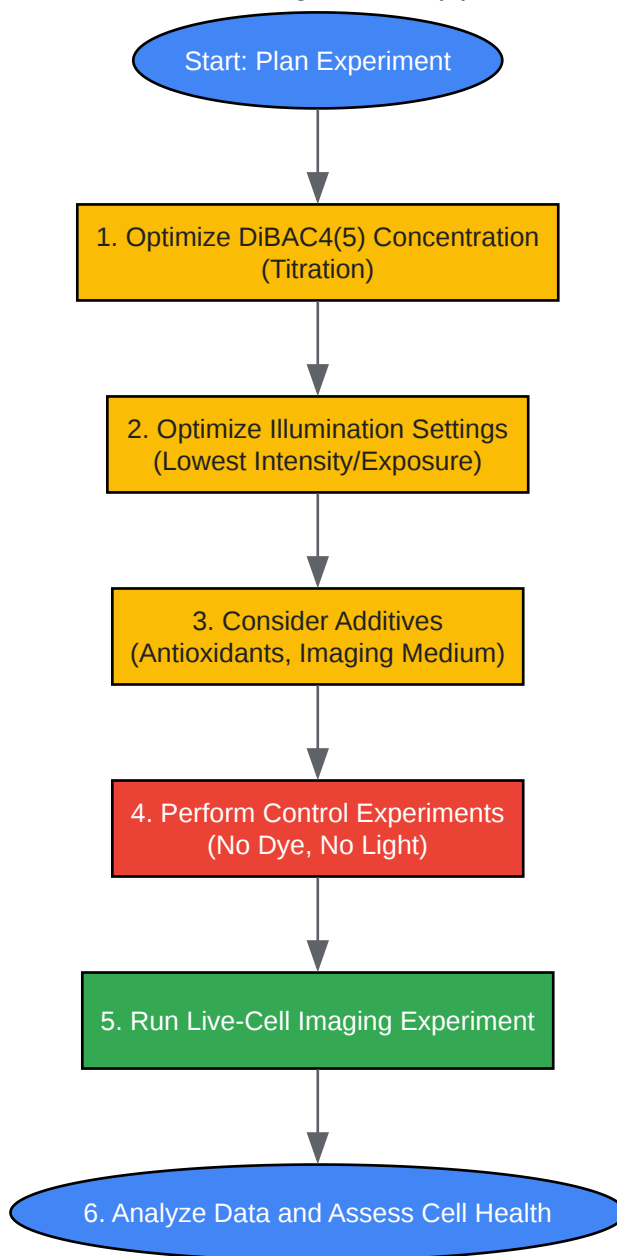 Start: Plan Experiment
1. Optimize DiBAC4(5) Concentration
(Titration)
2. Optimize Illumination Settings
(Lowest Intensity/Exposure)
3. Consider Additives
(Antioxidants, Imaging Medium)
4. Perform Control Experiments
(No Dye, No Light)
5. Run Live-Cell Imaging Experiment
6. Analyze Data and Assess Cell Health